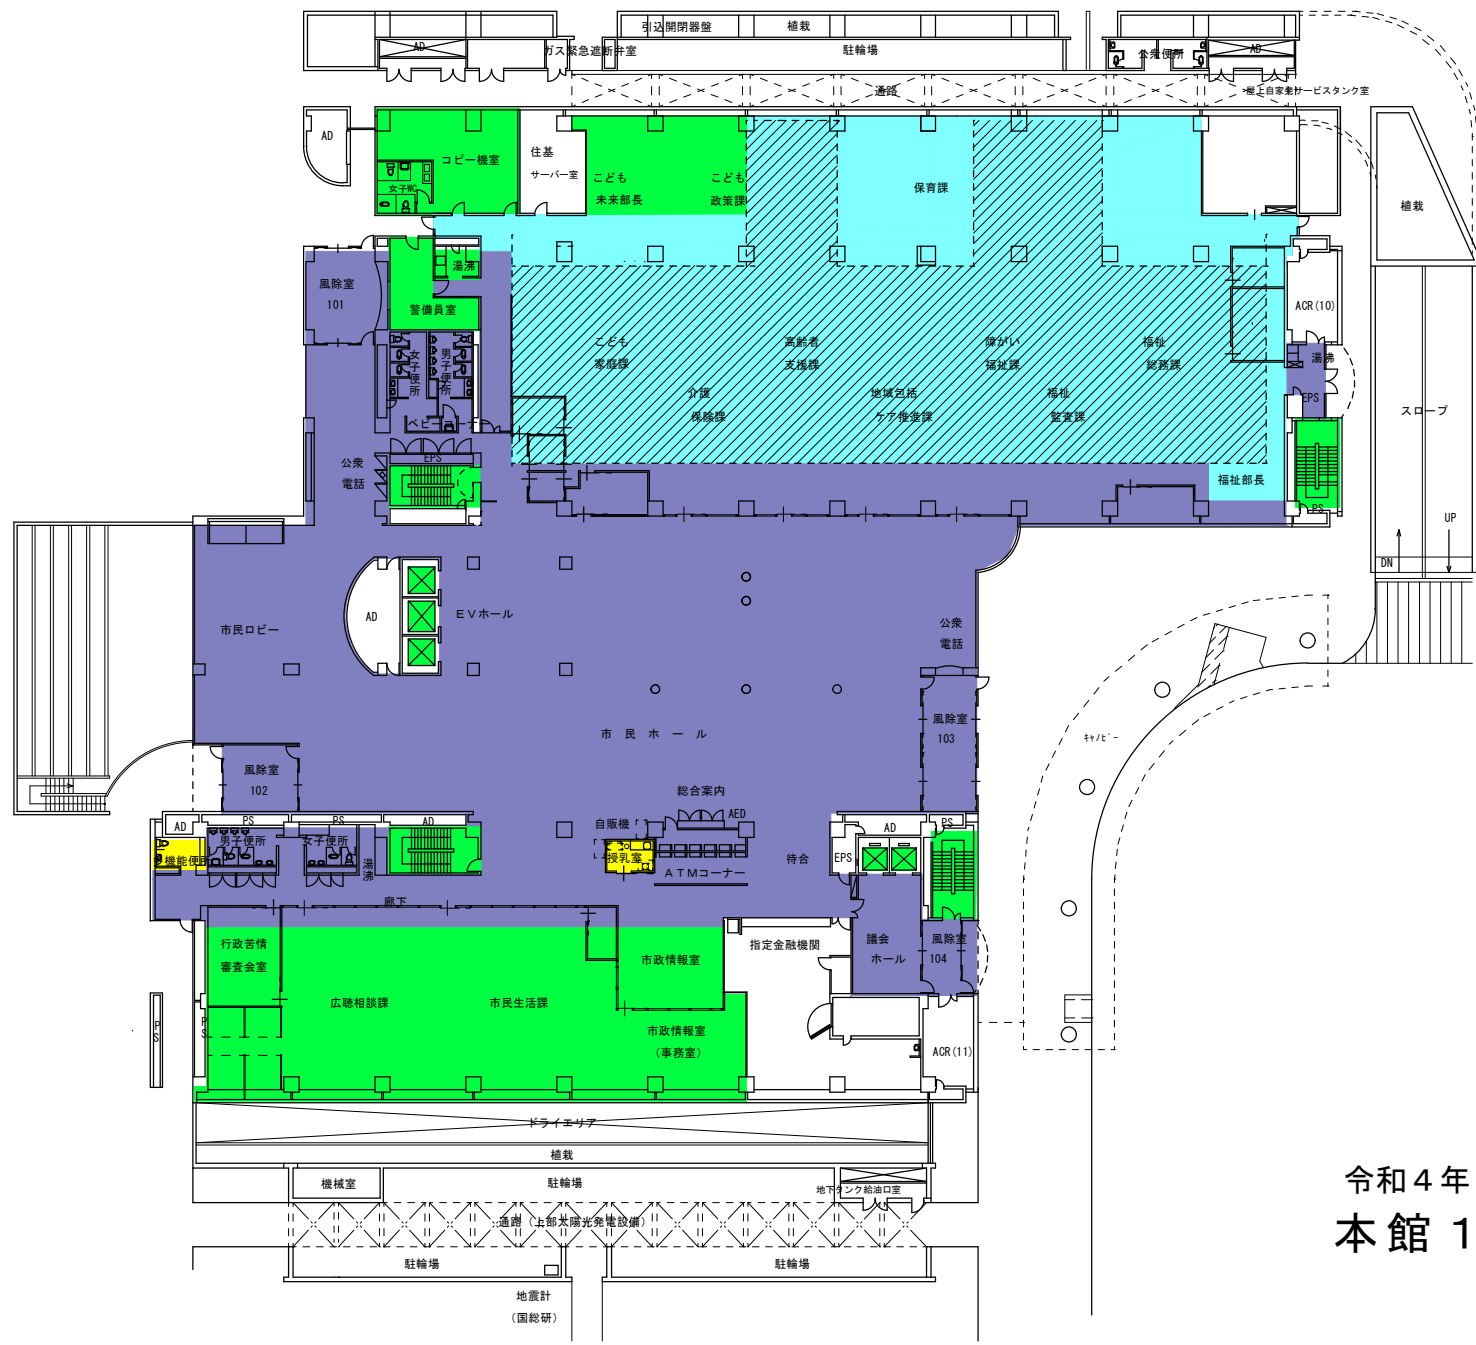 引込開閉器盤
植栽
AD
ガス緊急遮断弁室
駐輪場
公衆便所
AD
通路
屋上自家発サービスタンク室
AD
コピー機室
住基
サーバー室
女子WC
こども
未来部長
こども
政策課
保育課
植栽
風除室
101
湯沸
警備員室
ACR(10)
女子便所
男子便所
こども
家庭課
高齢者
支援課
障がい
福祉課
福祉
総務課
湯沸
介護
保険課
地域包括
ケア推進課
福祉
監査課
EPS
スロープ
ベビーコーナー
EPS
公衆
電話
福祉部長
PS
UP
DN
AD
EVホール
市民ロビー
公衆
電話
風除室
103
市民ホール
キャノピー
風除室
102
総合案内
AED
自販機
AD
PS
PS
AD
男子便所
女子便所
多機能便所
湯沸
授乳室
ATMコーナー
待合
EPS
AD
PS
廊下
行政苦情
審査会室
広聴相談課
市民生活課
市政情報室
指定金融機関
議会
ホール
風除室
104
市政情報室
(事務室)
PS
PS
ACR(11)
ドライエリア
植栽
機械室
駐輪場
地下タンク給油口室
通路(上部太陽光発電設備)
駐輪場
駐輪場
地震計
(国総研)
令和4年
本館 1